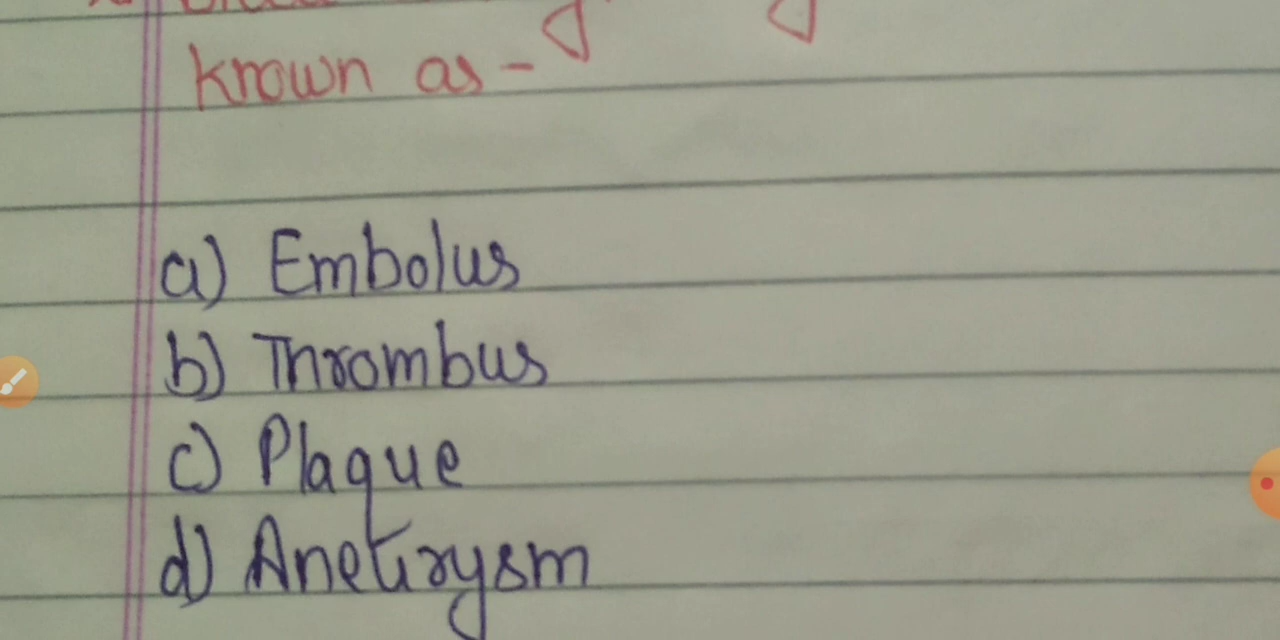 known as -
a) Embolus
b) Thrombus
c) Plaque
d) Aneurysm